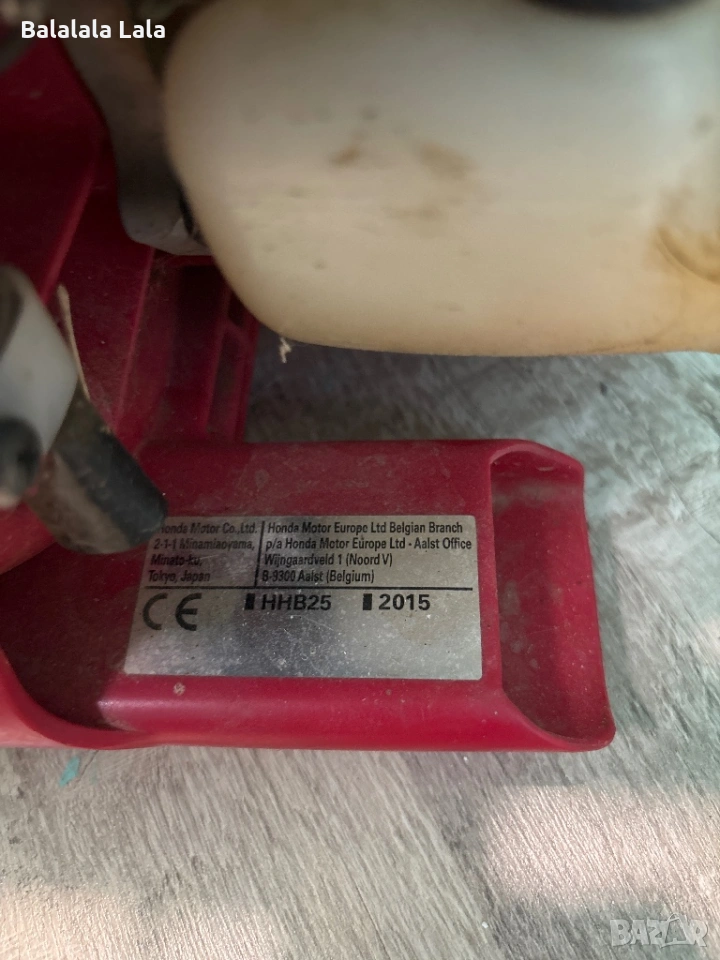 Balalala Lala
Honda Motor Co., Ltd.
2-1-1 Minamiaoyama,
Minato-ku,
Tokyo, Japan
Honda Motor Europe Ltd Belgian Branch
p/a Honda Motor Europe Ltd - Aalst Office
Wijngaardveld 1 (Noord V)
B-9300 Aalst (Belgium)
CE
HHB25 2015
BAZAR